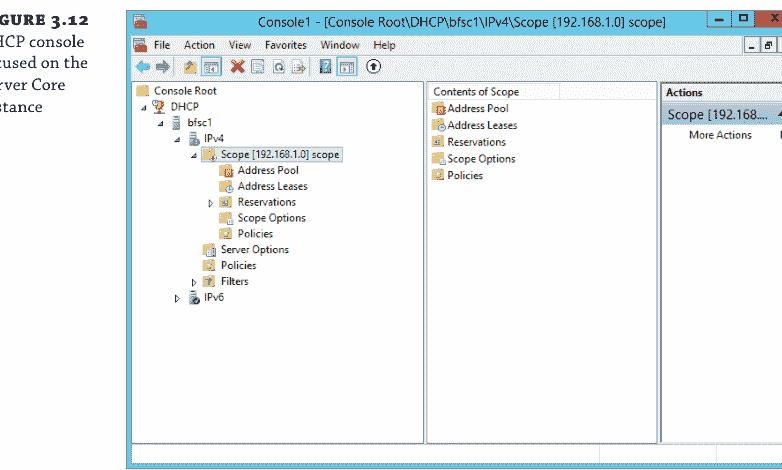 GURE 3.12
HCP console
cused on the
rver Core
stance
Console1 - [Console Root\DHCP\bfsc1\IPv4\Scope [192.168.1.0] scope]
File Action View Favorites Window Help
Console Root
DHCP
bfsc1
IPv4
Scope [192.168.1.0] scope
Address Pool
Address Leases
Reservations
Scope Options
Policies
Server Options
Policies
Filters
IPv6
Contents of Scope
Address Pool
Address Leases
Reservations
Scope Options
Policies
Actions
Scope [192.168....
More Actions